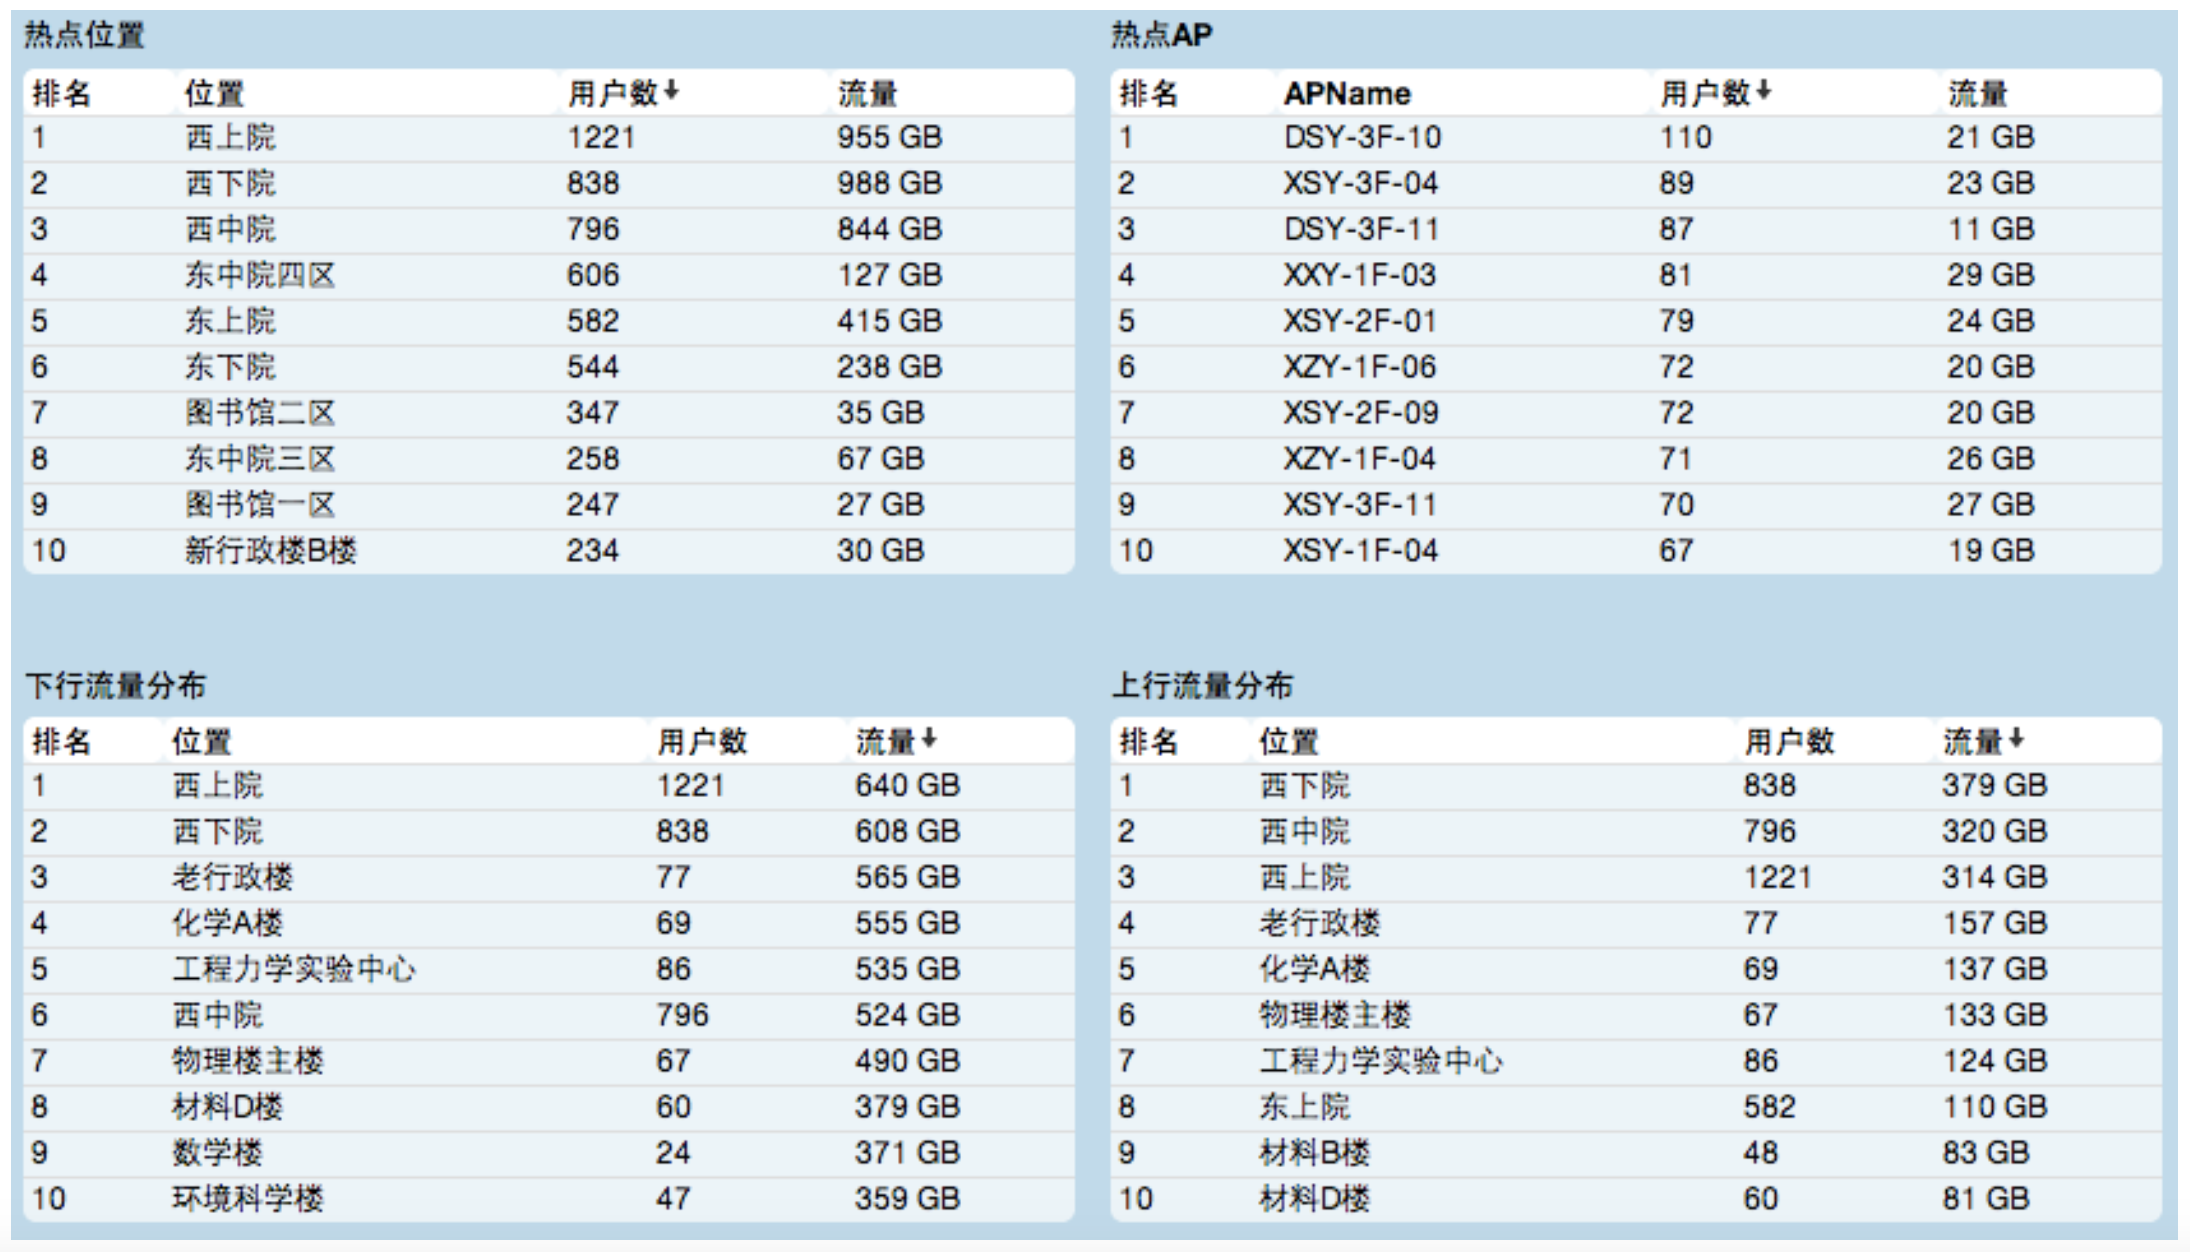 热点位置
排名 位置 用户数↓ 流量
1 西上院 1221 955 GB
2 西下院 838 988 GB
3 西中院 796 844 GB
4 东中院四区 606 127 GB
5 东上院 582 415 GB
6 东下院 544 238 GB
7 图书馆二区 347 35 GB
8 东中院三区 258 67 GB
9 图书馆一区 247 27 GB
10 新行政楼B楼 234 30 GB
热点AP
排名 APName 用户数↓ 流量
1 DSY-3F-10 110 21 GB
2 XSY-3F-04 89 23 GB
3 DSY-3F-11 87 11 GB
4 XXY-1F-03 81 29 GB
5 XSY-2F-01 79 24 GB
6 XZY-1F-06 72 20 GB
7 XSY-2F-09 72 20 GB
8 XZY-1F-04 71 26 GB
9 XSY-3F-11 70 27 GB
10 XSY-1F-04 67 19 GB
下行流量分布
排名 位置 用户数 流量↓
1 西上院 1221 640 GB
2 西下院 838 608 GB
3 老行政楼 77 565 GB
4 化学A楼 69 555 GB
5 工程力学实验中心 86 535 GB
6 西中院 796 524 GB
7 物理楼主楼 67 490 GB
8 材料D楼 60 379 GB
9 数学楼 24 371 GB
10 环境科学楼 47 359 GB
上行流量分布
排名 位置 用户数 流量↓
1 西下院 838 379 GB
2 西中院 796 320 GB
3 西上院 1221 314 GB
4 老行政楼 77 157 GB
5 化学A楼 69 137 GB
6 物理楼主楼 67 133 GB
7 工程力学实验中心 86 124 GB
8 东上院 582 110 GB
9 材料B楼 48 83 GB
10 材料D楼 60 81 GB